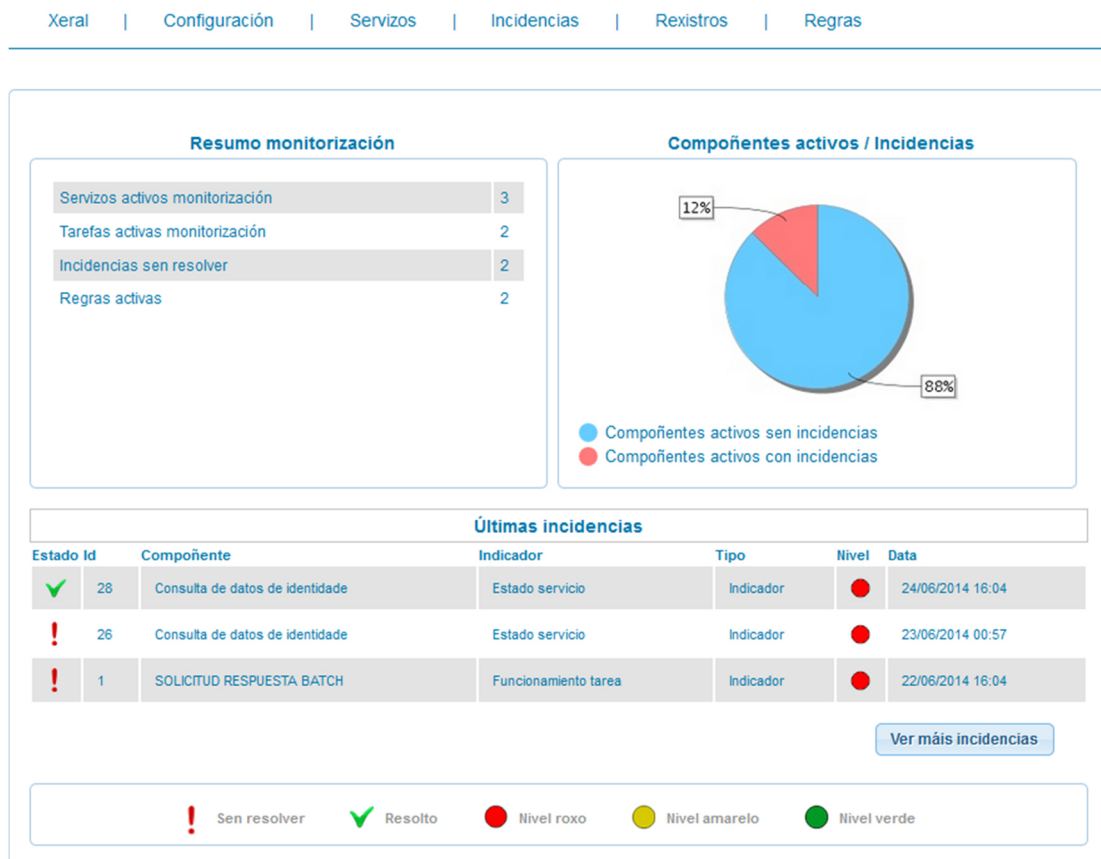 Xeral | Configuración | Servizos | Incidencias | Rexistros | Regras
Resumo monitorización
Servizos activos monitorización 3
Tarefas activas monitorización 2
Incidencias sen resolver 2
Regras activas 2
Compoñentes activos / Incidencias
12%
88%
Compoñentes activos sen incidencias
Compoñentes activos con incidencias
Últimas incidencias
Estado Id Compoñente Indicador Tipo Nivel Data
28 Consulta de datos de identidade Estado servicio Indicador 24/06/2014 16:04
26 Consulta de datos de identidade Estado servicio Indicador 23/06/2014 00:57
1 SOLICITUD RESPUESTA BATCH Funcionamiento tarea Indicador 22/06/2014 16:04
Ver máis incidencias
Sen resolver Resolto Nivel roxo Nivel amarelo Nivel verde